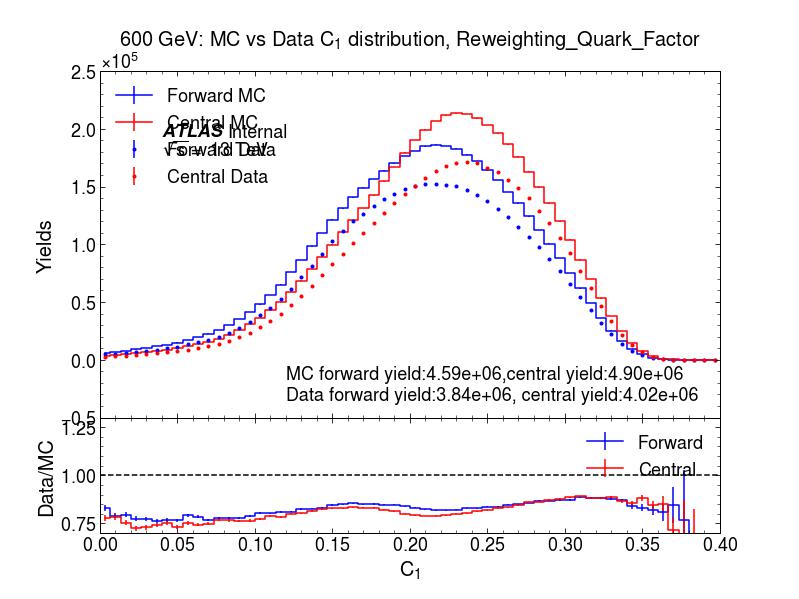 600 GeV: MC vs Data C₁ distribution, Reweighting_Quark_Factor
×10⁵
2.5
2.0
1.5
1.0
0.5
0.0
0.5
Yields
Forward MC
Central MC
ATLAS Internal
√s = 13 TeV
Forward Data
Central Data
MC forward yield:4.59e+06,central yield:4.90e+06
Data forward yield:3.84e+06, central yield:4.02e+06
1.25
1.00
0.75
Data/MC
Forward
Central
0.00 0.05 0.10 0.15 0.20 0.25 0.30 0.35 0.40
C₁